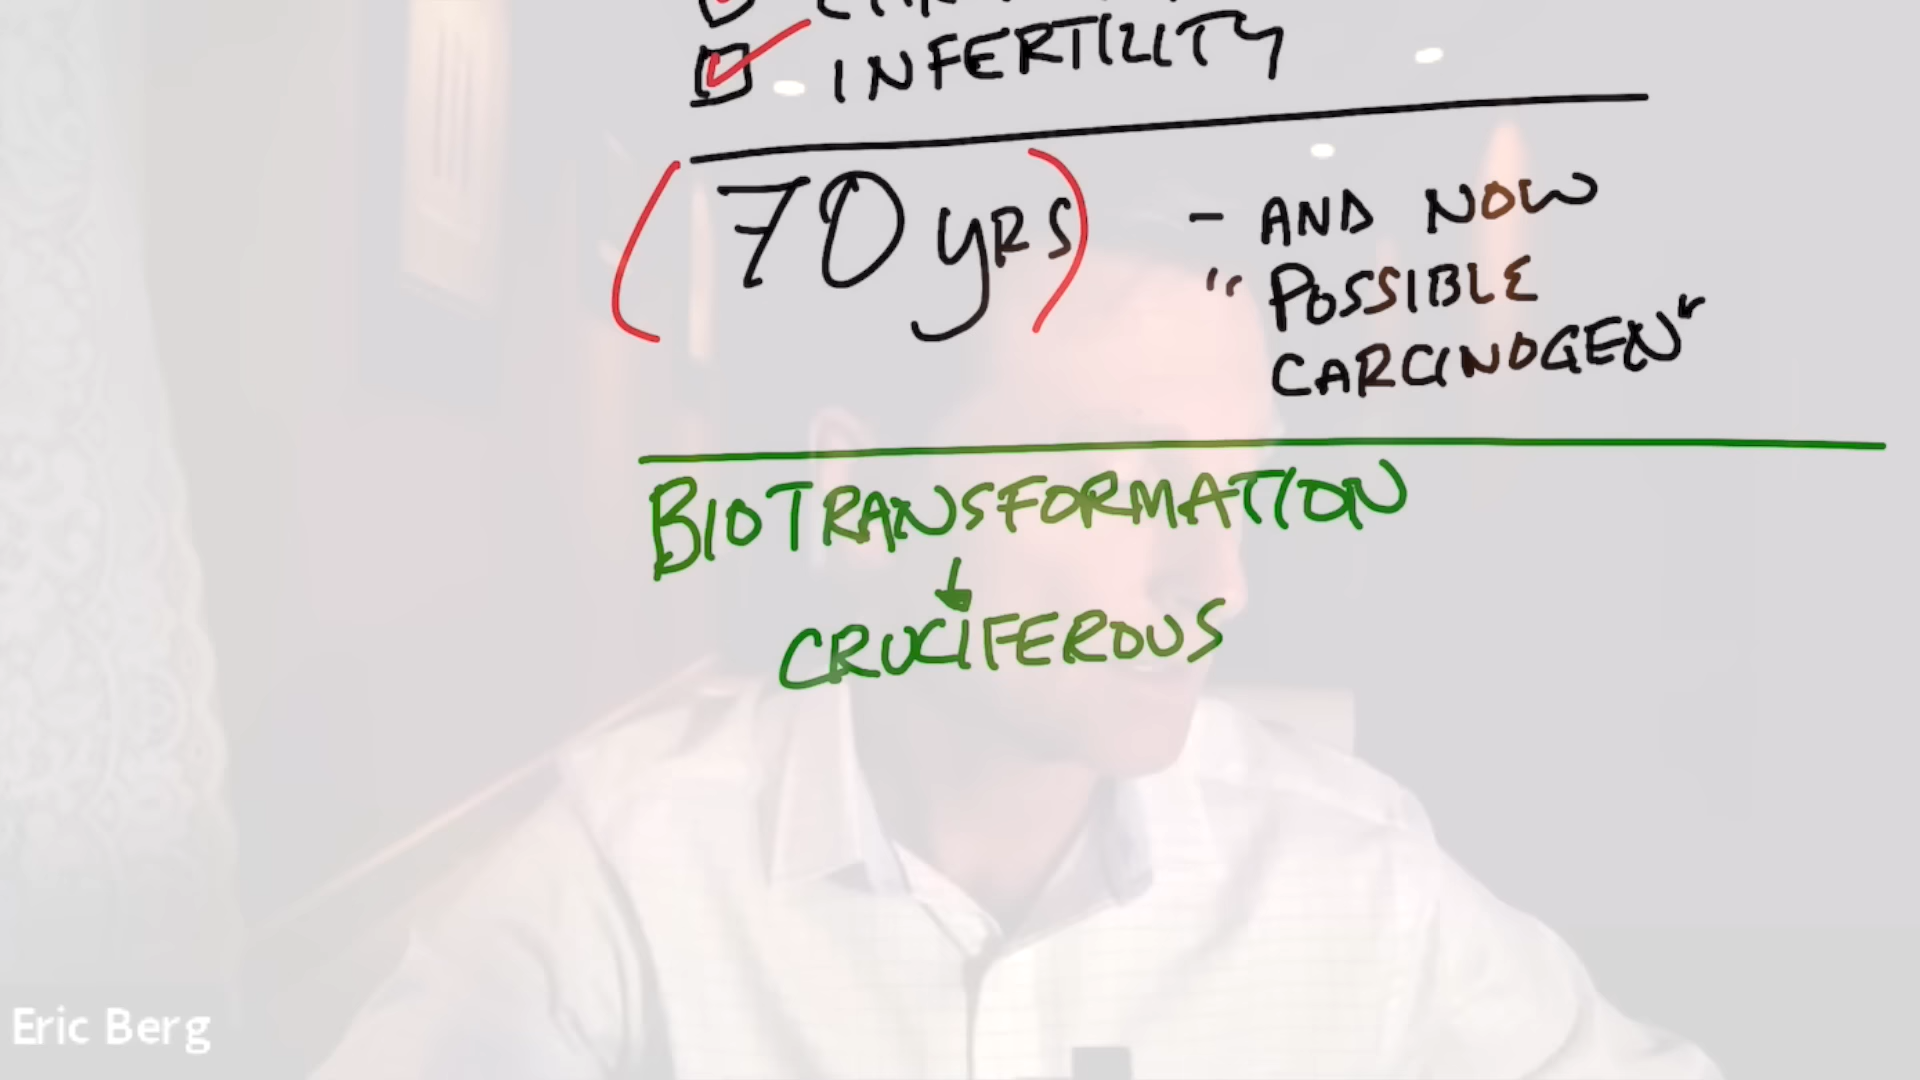 INFERTILITY
(70 yrs) - AND NOW
" POSSIBLE
CARCINOGEN"
BIOTRANSFORMATION
CRUCIFEROUS
Eric Berg